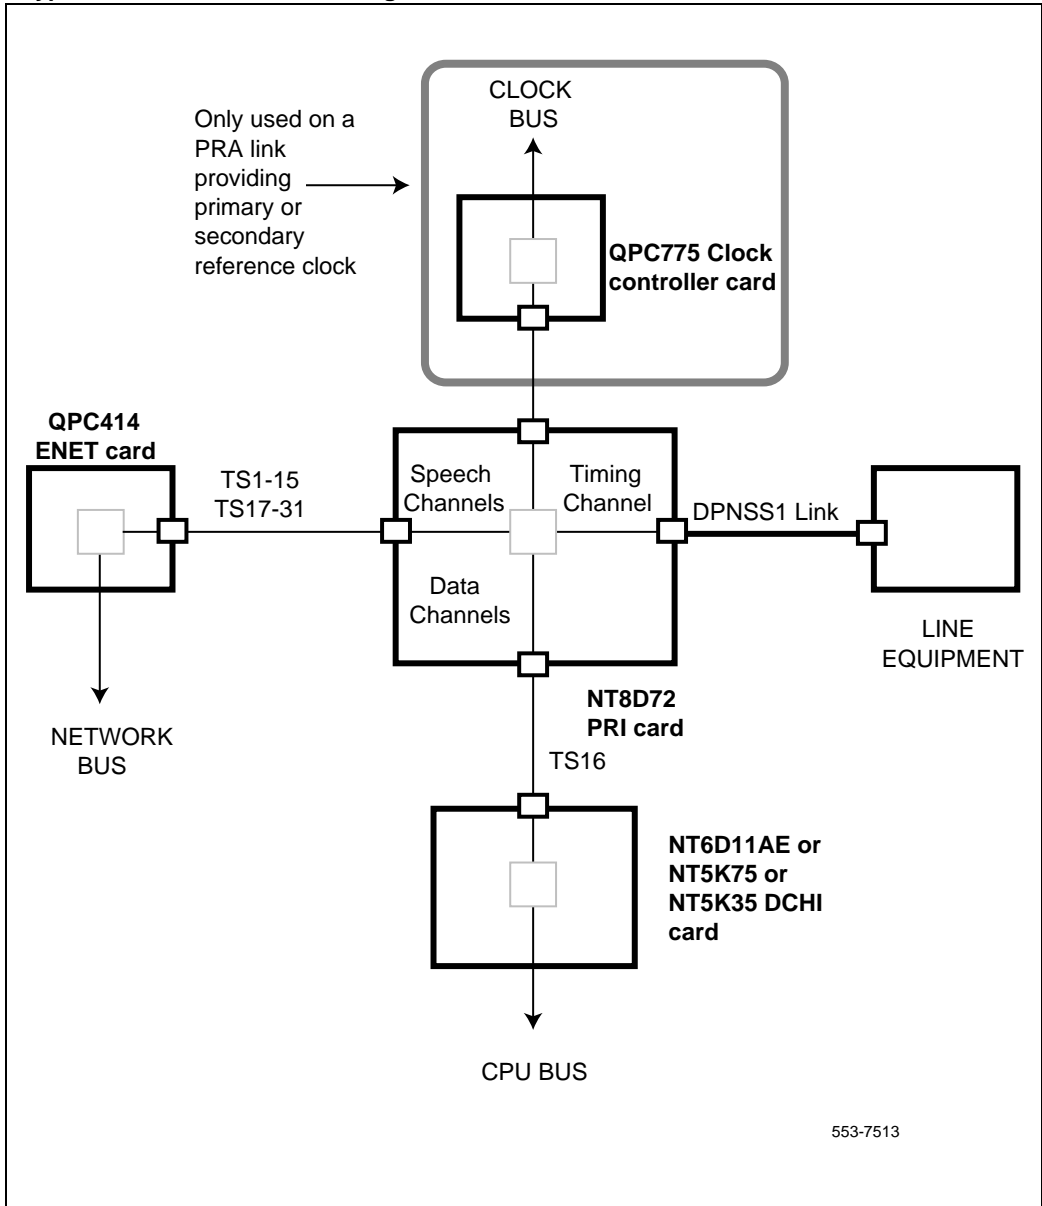 CLOCK
BUS
Only used on a
PRA link
providing
primary or
secondary
reference clock
QPC775 Clock
controller card
QPC414
ENET card
TS1-15
TS17-31
Speech
Channels
Timing
Channel
DPNSS1 Link
Data
Channels
LINE
EQUIPMENT
NT8D72
PRI card
NETWORK
BUS
TS16
NT6D11AE or
NT5K75 or
NT5K35 DCHI
card
CPU BUS
553-7513